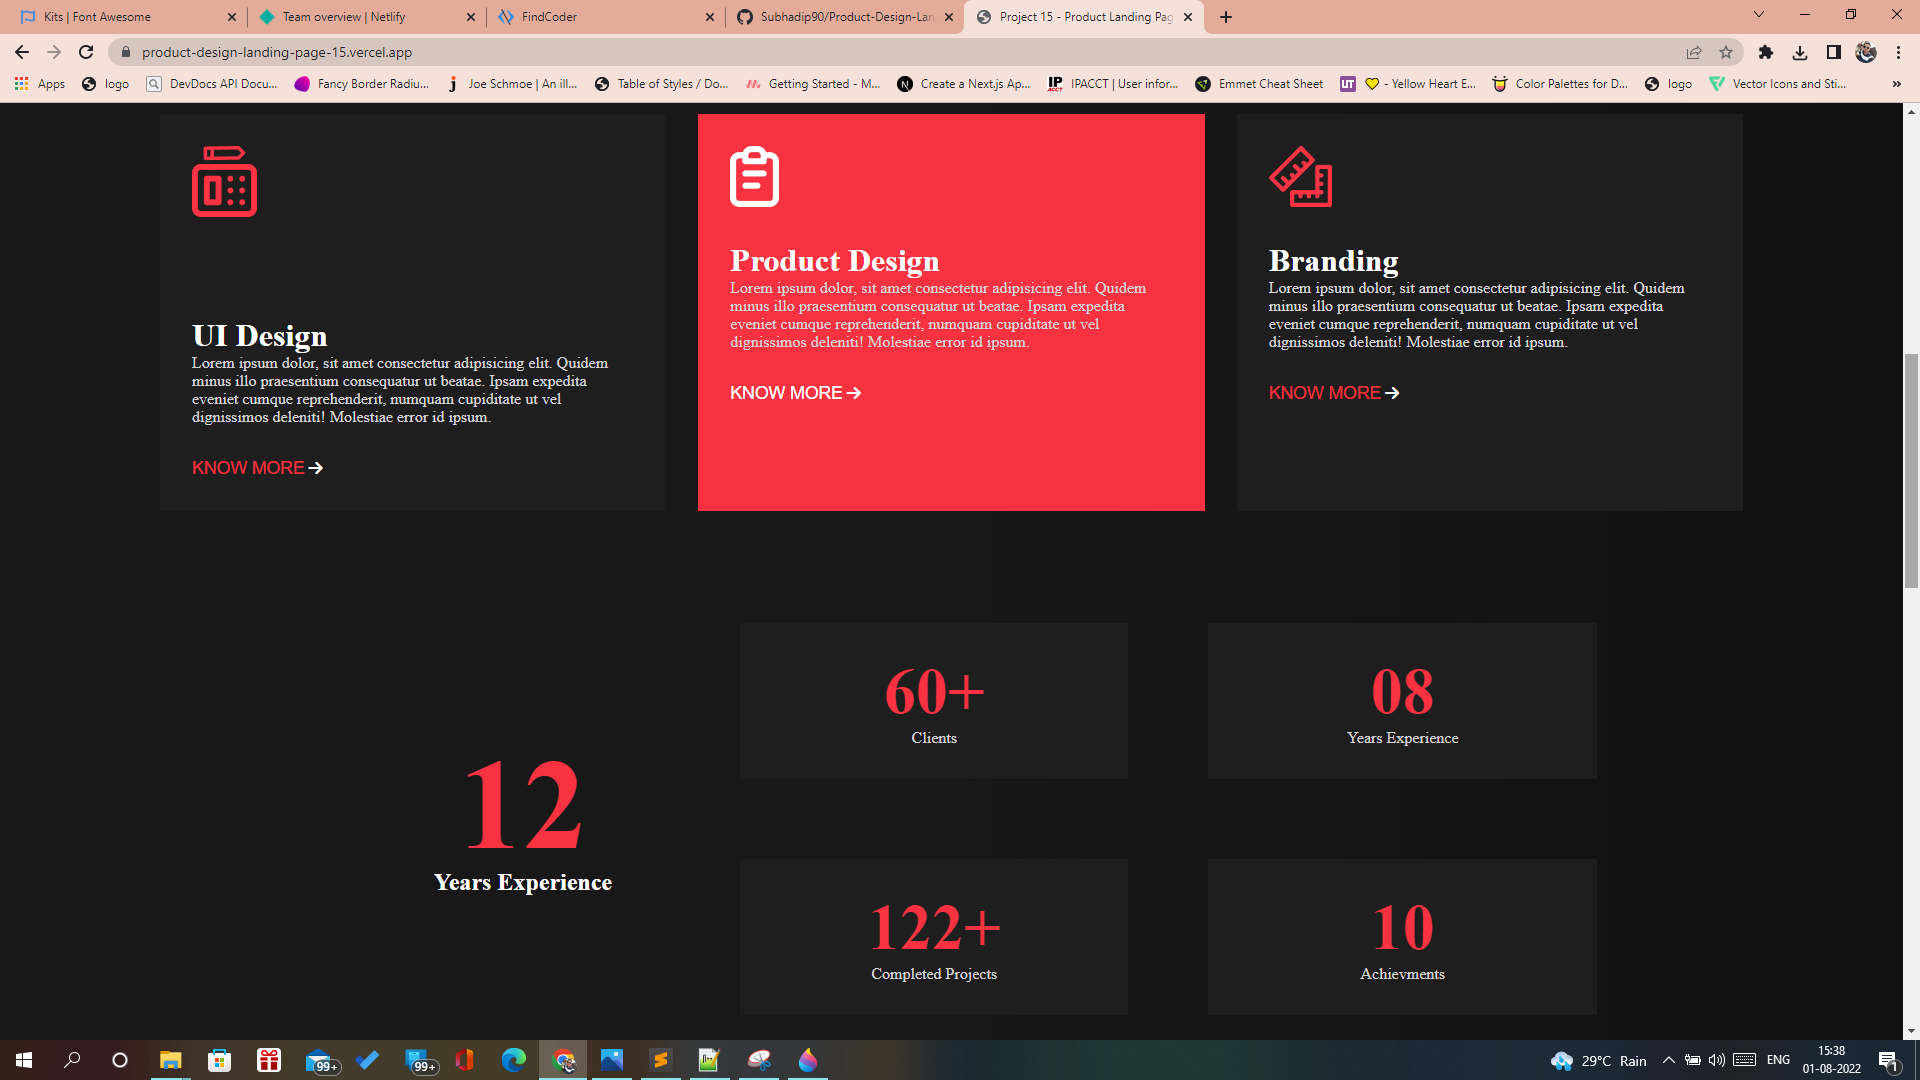 Kits | Font Awesome
Team overview | Netlify
FindCoder
Subhadip90/Product-Design-Lan
Project 15 - Product Landing Pag
product-design-landing-page-15.vercel.app
Apps
logo
DevDocs API Docu...
Fancy Border Radiu...
Joe Schmoe | An ill...
Table of Styles / Do...
Getting Started - M...
Create a Next.js Ap...
IPACCT | User infor...
Emmet Cheat Sheet
- Yellow Heart E...
Color Palettes for D...
logo
Vector Icons and Sti...
»
UI Design
Lorem ipsum dolor, sit amet consectetur adipisicing elit. Quidem
minus illo praesentium consequatur ut beatae. Ipsam expedita
eveniet cumque reprehenderit, numquam cupiditate ut vel
dignissimos deleniti! Molestiae error id ipsum.
KNOW MORE
Product Design
Lorem ipsum dolor, sit amet consectetur adipisicing elit. Quidem
minus illo praesentium consequatur ut beatae. Ipsam expedita
eveniet cumque reprehenderit, numquam cupiditate ut vel
dignissimos deleniti! Molestiae error id ipsum.
KNOW MORE
Branding
Lorem ipsum dolor, sit amet consectetur adipisicing elit. Quidem
minus illo praesentium consequatur ut beatae. Ipsam expedita
eveniet cumque reprehenderit, numquam cupiditate ut vel
dignissimos deleniti! Molestiae error id ipsum.
KNOW MORE
12
Years Experience
60+
Clients
08
Years Experience
122+
Completed Projects
10
Achievments
99+
99+
29°C Rain
ENG
15:38
01-08-2022
1